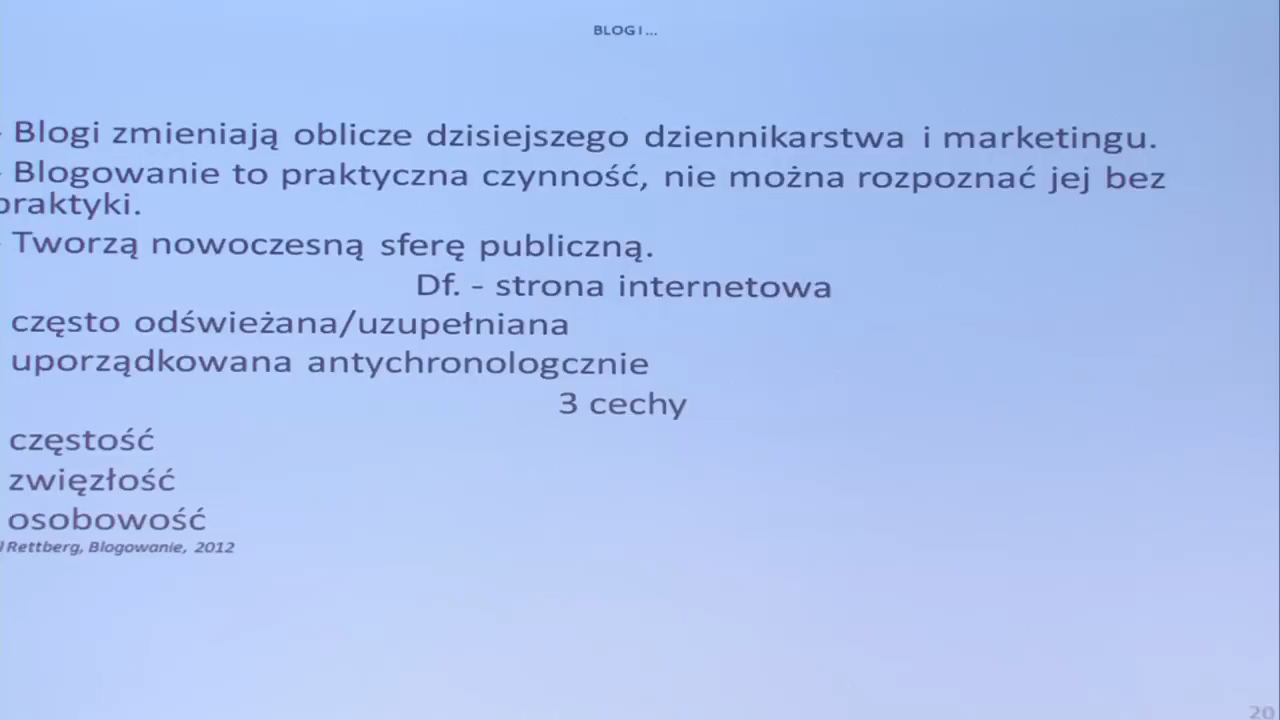 BLOGI...
- Blogi zmieniają oblicze dzisiejszego dziennikarstwa i marketingu.
- Blogowanie to praktyczna czynność, nie można rozpoznać jej bez
praktyki.
- Tworzą nowoczesną sferę publiczną.
Df. - strona internetowa
często odświeżana/uzupełniana
uporządkowana antychronologcznie
3 cechy
częstość
zwięzłość
osobowość
Rettberg, Blogowanie, 2012
20